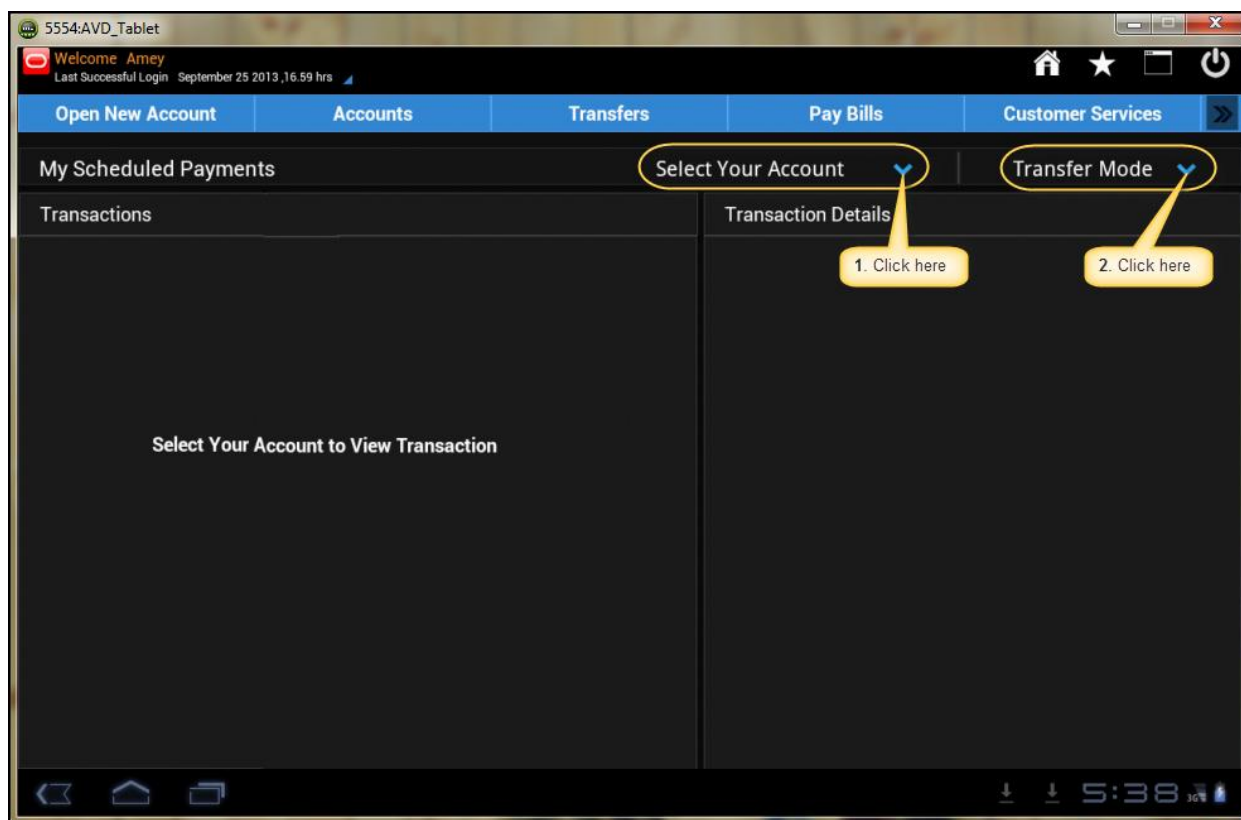 5554:AVD_Tablet
Welcome Amey
Last Successful Login September 25 2013 ,16.59 hrs
Open New Account Accounts Transfers Pay Bills Customer Services
My Scheduled Payments Select Your Account Transfer Mode
Transactions Transaction Details
1. Click here 2. Click here
Select Your Account to View Transaction
5:38 3G